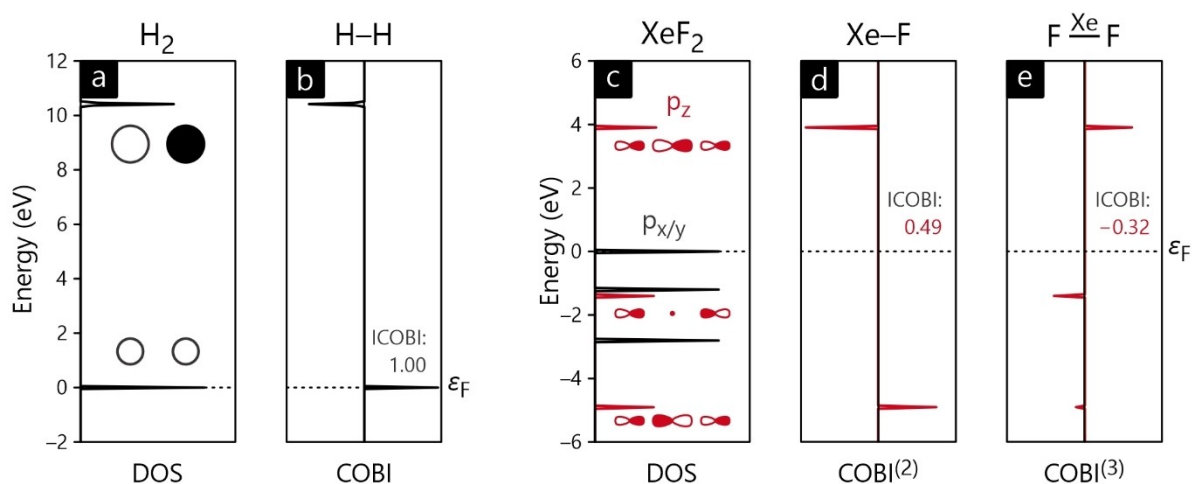 H₂
H–H
XeF₂
Xe–F
F Xe F
a
b
c
d
e
Energy (eV)
12
10
8
6
4
2
0
−2
ICOBI:
1.00
εF
DOS
COBI
Energy (eV)
6
4
2
0
−2
−4
−6
pz
px/y
ICOBI:
0.49
ICOBI:
−0.32
εF
DOS
COBI⁽²⁾
COBI⁽³⁾